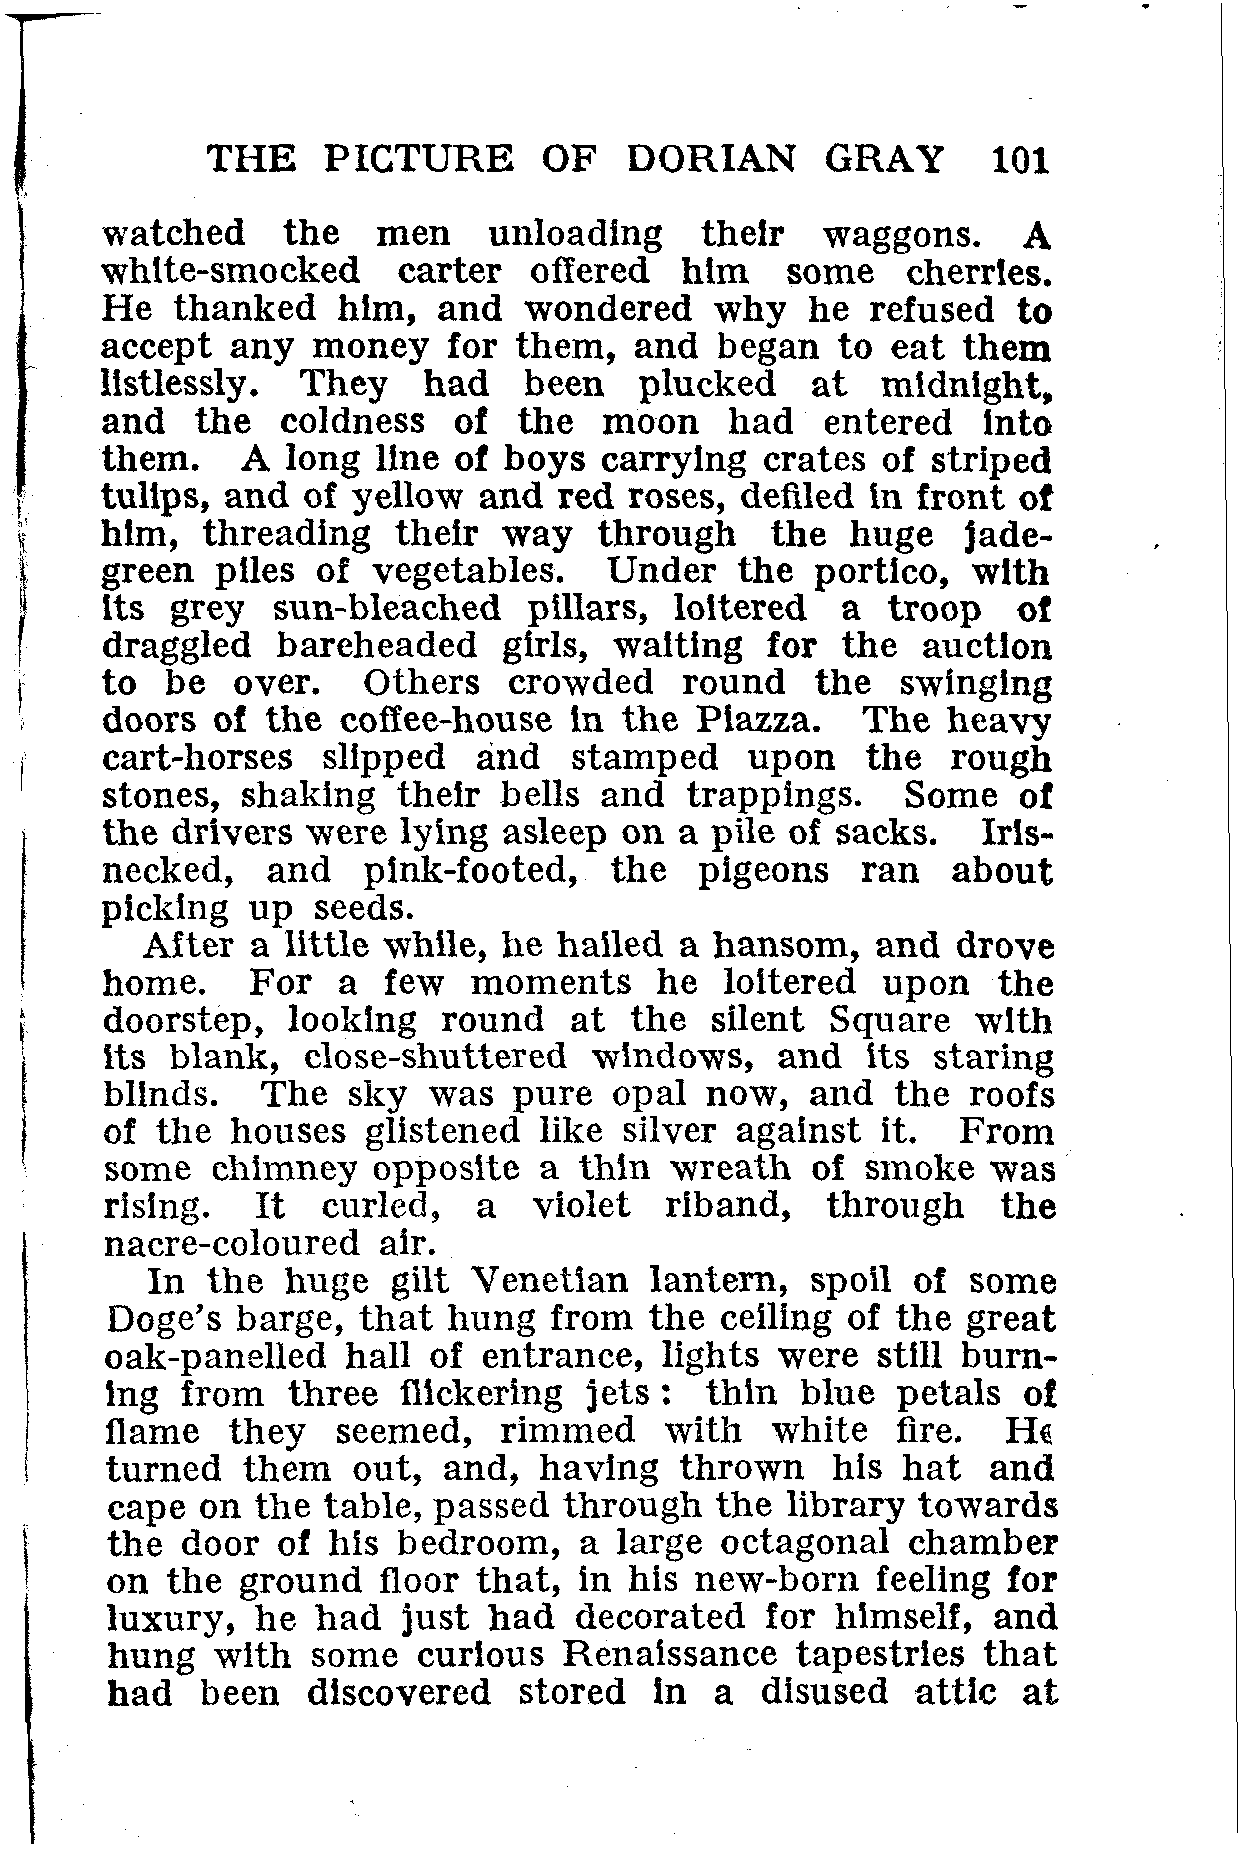 THE PICTURE OF DORIAN GRAY 101
watched the men unloading their waggons. A
white-smocked carter offered him some cherries.
He thanked him, and wondered why he refused to
accept any money for them, and began to eat them
listlessly. They had been plucked at midnight,
and the coldness of the moon had entered into
them. A long line of boys carrying crates of striped
tulips, and of yellow and red roses, defiled in front of
him, threading their way through the huge jade-
green piles of vegetables. Under the portico, with
its grey sun-bleached pillars, loitered a troop of
draggled bareheaded girls, waiting for the auction
to be over. Others crowded round the swinging
doors of the coffee-house in the Piazza. The heavy
cart-horses slipped and stamped upon the rough
stones, shaking their bells and trappings. Some of
the drivers were lying asleep on a pile of sacks. Iris-
necked, and pink-footed, the pigeons ran about
picking up seeds.
After a little while, he hailed a hansom, and drove
home. For a few moments he loitered upon the
doorstep, looking round at the silent Square with
its blank, close-shuttered windows, and its staring
blinds. The sky was pure opal now, and the roofs
of the houses glistened like silver against it. From
some chimney opposite a thin wreath of smoke was
rising. It curled, a violet riband, through the
nacre-coloured air.
In the huge gilt Venetian lantern, spoil of some
Doge's barge, that hung from the ceiling of the great
oak-panelled hall of entrance, lights were still burn-
ing from three flickering jets : thin blue petals of
flame they seemed, rimmed with white fire. He
turned them out, and, having thrown his hat and
cape on the table, passed through the library towards
the door of his bedroom, a large octagonal chamber
on the ground floor that, in his new-born feeling for
luxury, he had just had decorated for himself, and
hung with some curious Renaissance tapestries that
had been discovered stored in a disused attic at